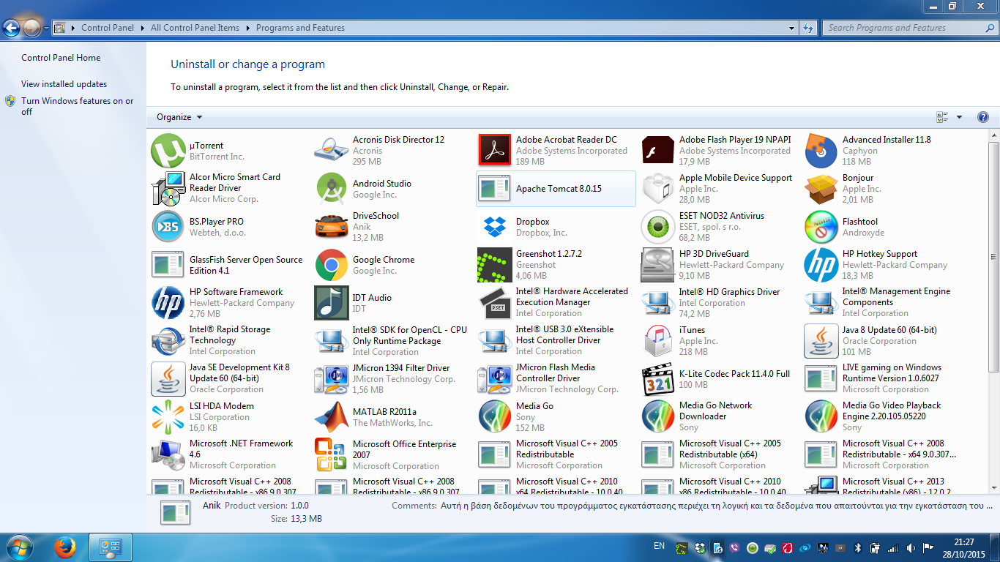 Control Panel ▸ All Control Panel Items ▸ Programs and Features
Search Programs and Features
Control Panel Home
View installed updates
Turn Windows features on or
off
Uninstall or change a program
To uninstall a program, select it from the list and then click Uninstall, Change, or Repair.
Organize
µTorrent
BitTorrent Inc.
Acronis Disk Director 12
Acronis
295 MB
Adobe Acrobat Reader DC
Adobe Systems Incorporated
189 MB
Adobe Flash Player 19 NPAPI
Adobe Systems Incorporated
17,9 MB
Advanced Installer 11.8
Caphyon
118 MB
Alcor Micro Smart Card
Reader Driver
Alcor Micro Corp.
Android Studio
Google Inc.
Apache Tomcat 8.0.15
Apple Mobile Device Support
Apple Inc.
28,0 MB
Bonjour
Apple Inc.
2,01 MB
BS.Player PRO
Webteh, d.o.o.
DriveSchool
Anik
13,2 MB
Dropbox
Dropbox, Inc.
ESET NOD32 Antivirus
ESET, spol. s r.o.
68,2 MB
Flashtool
Androxyde
GlassFish Server Open Source
Edition 4.1
Google Chrome
Google Inc.
Greenshot 1.2.7.2
Greenshot
4,06 MB
HP 3D DriveGuard
Hewlett-Packard Company
9,10 MB
HP Hotkey Support
Hewlett-Packard Company
18,3 MB
HP Software Framework
Hewlett-Packard Company
2,76 MB
IDT Audio
IDT
Intel® Hardware Accelerated
Execution Manager
Intel Corporation
Intel® HD Graphics Driver
Intel Corporation
74,2 MB
Intel® Management Engine
Components
Intel Corporation
Intel® Rapid Storage
Technology
Intel Corporation
Intel® SDK for OpenCL - CPU
Only Runtime Package
Intel Corporation
Intel® USB 3.0 eXtensible
Host Controller Driver
Intel Corporation
iTunes
Apple Inc.
218 MB
Java 8 Update 60 (64-bit)
Oracle Corporation
101 MB
Java SE Development Kit 8
Update 60 (64-bit)
Oracle Corporation
JMicron 1394 Filter Driver
JMicron Technology Corp.
1,56 MB
JMicron Flash Media
Controller Driver
JMicron Technology Corp.
K-Lite Codec Pack 11.4.0 Full
100 MB
LIVE gaming on Windows
Runtime Version 1.0.6027
Microsoft Corporation
LSI HDA Modem
LSI Corporation
16,0 KB
MATLAB R2011a
The MathWorks, Inc.
Media Go
Sony
152 MB
Media Go Network
Downloader
Sony
Media Go Video Playback
Engine 2.20.105.05220
Sony
Microsoft .NET Framework
4.6
Microsoft Corporation
Microsoft Office Enterprise
2007
Microsoft Corporation
Microsoft Visual C++ 2005
Redistributable
Microsoft Corporation
Microsoft Visual C++ 2005
Redistributable (x64)
Microsoft Corporation
Microsoft Visual C++ 2008
Redistributable - x64 9.0.307...
Microsoft Corporation
Microsoft Visual C++ 2008
Redistributable - x86 9.0.307
Microsoft Visual C++ 2008
Redistributable - x86 9.0.307
Microsoft Visual C++ 2010
x64 Redistributable - 10.0.40
Microsoft Visual C++ 2010
x86 Redistributable - 10.0.40
Microsoft Visual C++ 2013
Redistributable (x86) - 12.0.2
Anik Product version: 1.0.0
Comments: Αυτή η βάση δεδομένων του προγράμματος εγκατάστασης περιέχει τη λογική και τα δεδομένα που απαιτούνται για την εγκατάσταση του ...
Size: 13,3 MB
EN
21:27
28/10/2015